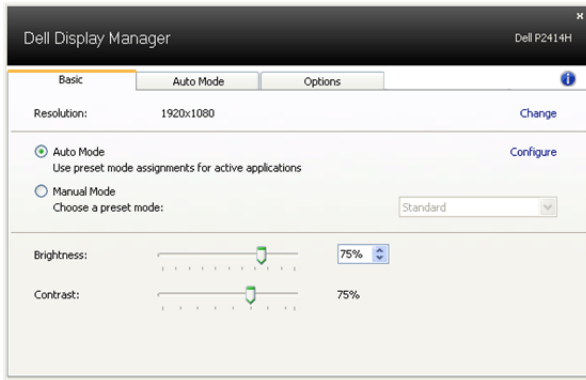 Dell Display Manager
Dell P2414H
Basic
Auto Mode
Options
Resolution:
1920x1080
Change
Auto Mode
Configure
Use preset mode assignments for active applications
Manual Mode
Choose a preset mode:
Standard
Brightness:
75%
Contrast:
75%